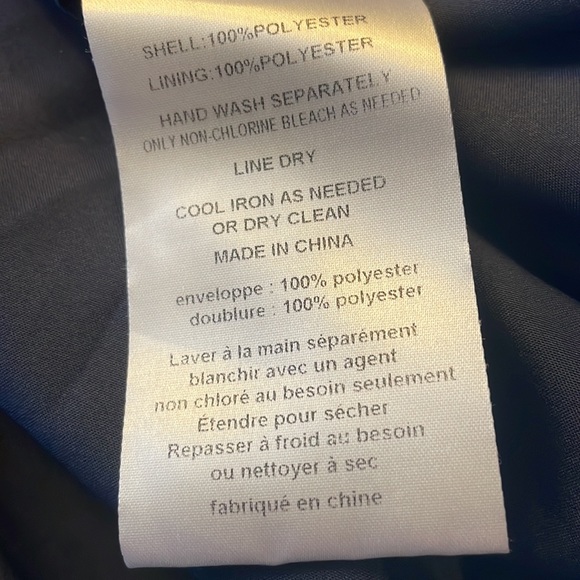 SHELL:100%POLYESTER
LINING:100%POLYESTER
HAND WASH SEPARATELY
ONLY NON-CHLORINE BLEACH AS NEEDED
LINE DRY
COOL IRON AS NEEDED
OR DRY CLEAN
MADE IN CHINA
enveloppe : 100% polyester
doublure : 100% polyester
Laver à la main séparément
blanchir avec un agent
non chloré au besoin seulement
Étendre pour sécher
Repasser à froid au besoin
ou nettoyer à sec
fabriqué en chine